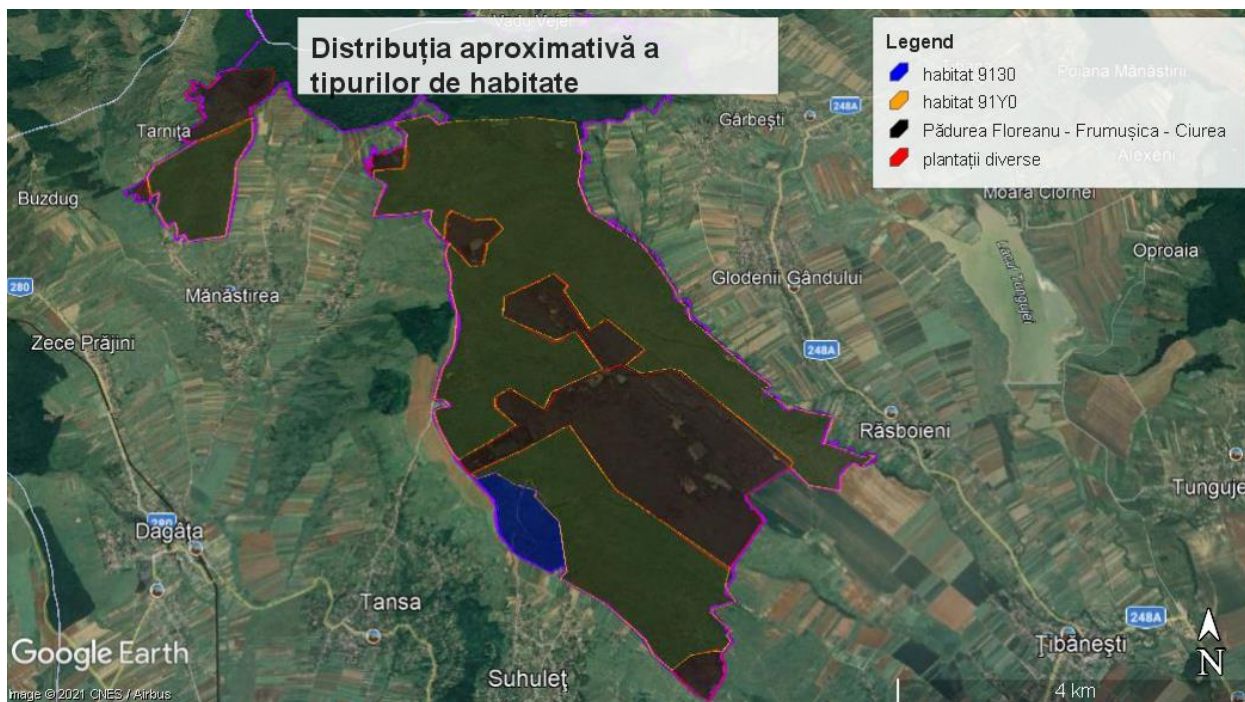 Vadu Vejei
Distribuția aproximativă a
tipurilor de habitate
Legend
habitat 9130
habitat 91Y0
Pădurea Floreanu - Frumușica - Ciurea
plantații diverse
Poiana Mănăstirii
248A
Gârbești
Tarnița
Alexeni
Buzdug
Moara Ciornei
Oproaia
Lacul Tungujei
Glodenii Gândului
280
Mânăstirea
Zece Prăjini
248A
Răsboieni
Tunguje
280
Dagâța
Tansa
248A
Țibănești
Google Earth
Suhuleț
N
4 km
Image © 2021 CNES / Airbus